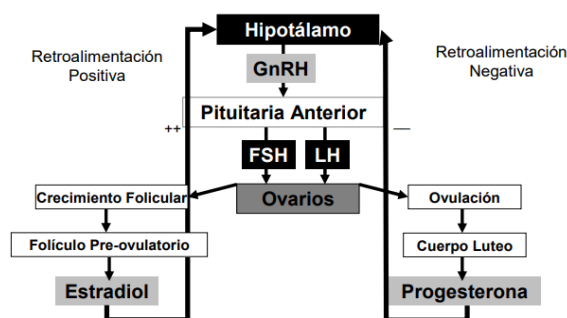 Hipotálamo
Retroalimentación
Positiva
Retroalimentación
Negativa
GnRH
Pituitaria Anterior
++
—
FSH
LH
Crecimiento Folicular
Ovarios
Ovulación
Folículo Pre-ovulatorio
Cuerpo Luteo
Estradiol
Progesterona